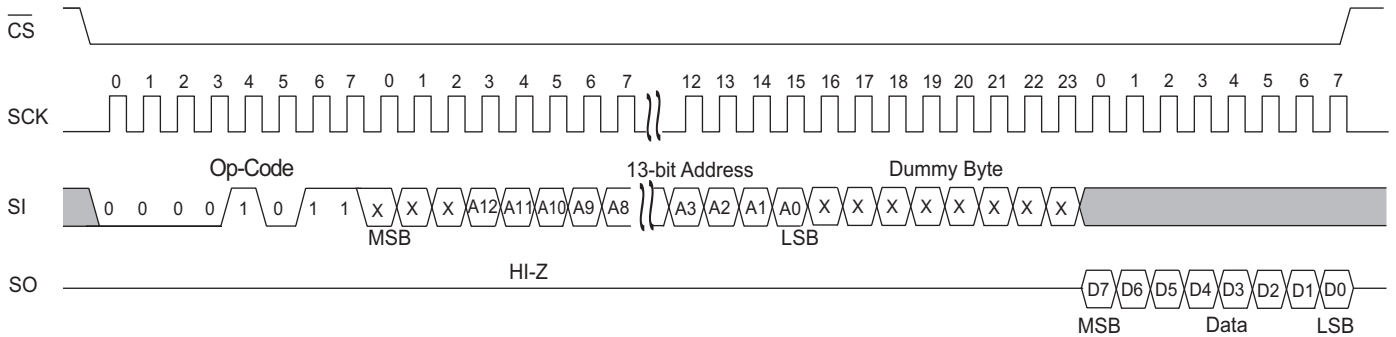 CS
0 1 2 3 4 5 6 7 0 1 2 3 4 5 6 7 12 13 14 15 16 17 18 19 20 21 22 23 0 1 2 3 4 5 6 7
SCK
Op-Code 13-bit Address Dummy Byte
SI 0 0 0 0 1 0 1 1 X X X A12 A11 A10 A9 A8 A3 A2 A1 A0 X X X X X X X X
MSB LSB
HI-Z
SO D7 D6 D5 D4 D3 D2 D1 D0
MSB Data LSB